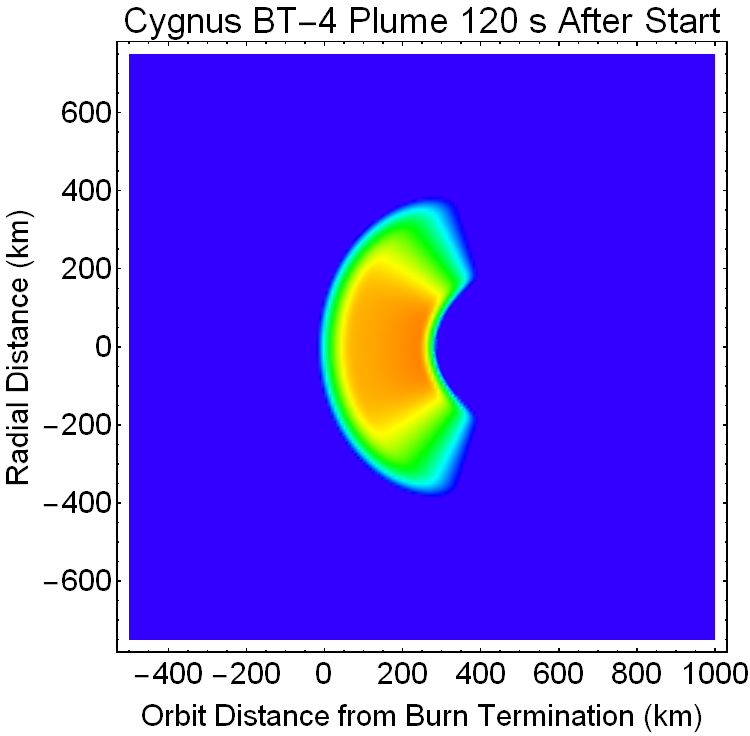 Cygnus BT−4 Plume 120 s After Start
600
400
200
0
−200
−400
−600
Radial Distance (km)
−400 −200 0 200 400 600 800 1000
Orbit Distance from Burn Termination (km)